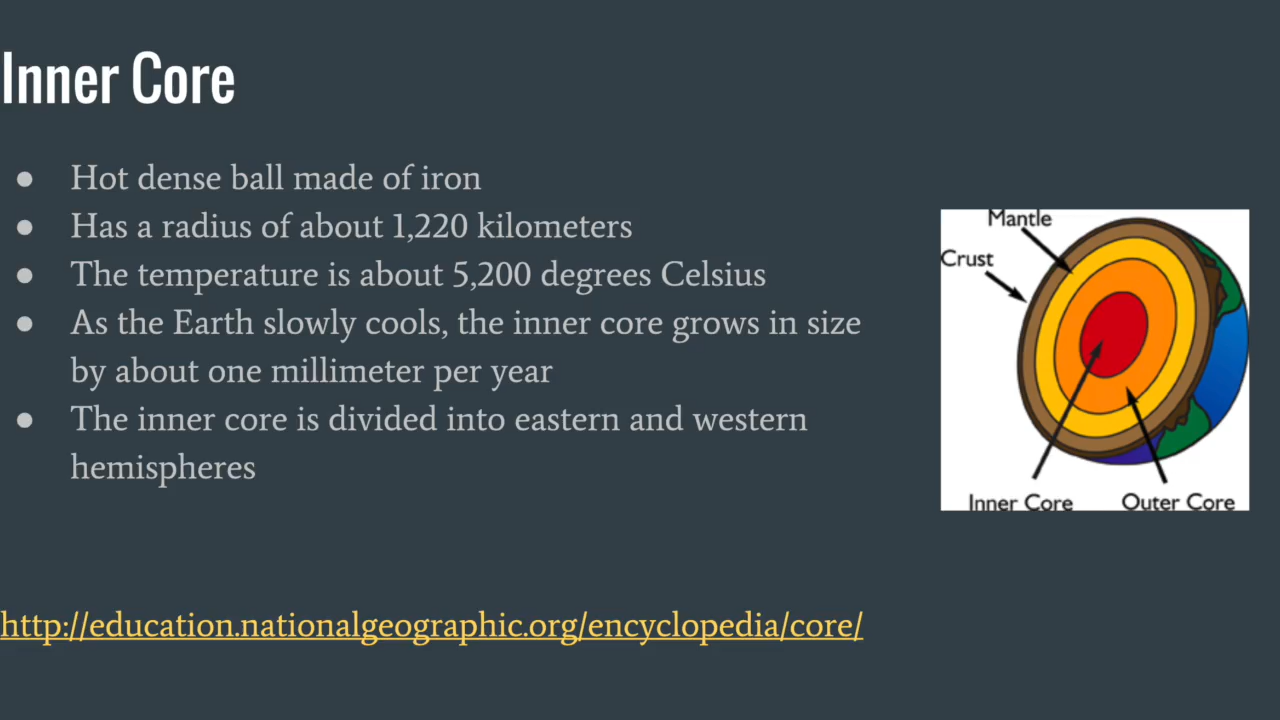 Inner Core
● Hot dense ball made of iron
● Has a radius of about 1,220 kilometers
● The temperature is about 5,200 degrees Celsius
● As the Earth slowly cools, the inner core grows in size
by about one millimeter per year
● The inner core is divided into eastern and western
hemispheres
Mantle
Crust
Inner Core
Outer Core
http://education.nationalgeographic.org/encyclopedia/core/